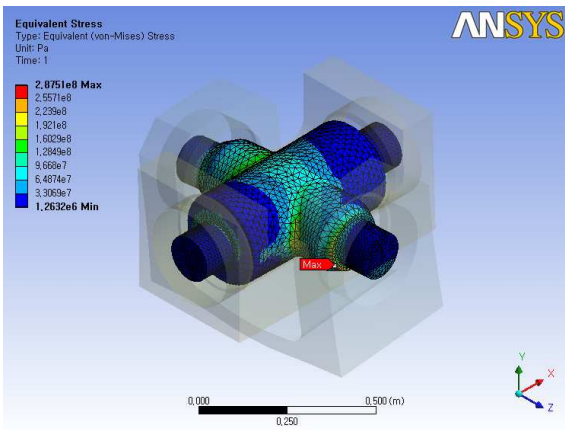 Equivalent Stress
Type: Equivalent (von-Mises) Stress
Unit: Pa
Time: 1
ANSYS
2,8751e8 Max
2,5571e8
2,239e8
1,921e8
1,6029e8
1,2849e8
9,668e7
6,4874e7
3,3069e7
1,2632e6 Min
Max
0,000
0,500 (m)
0,250
Y
X
Z